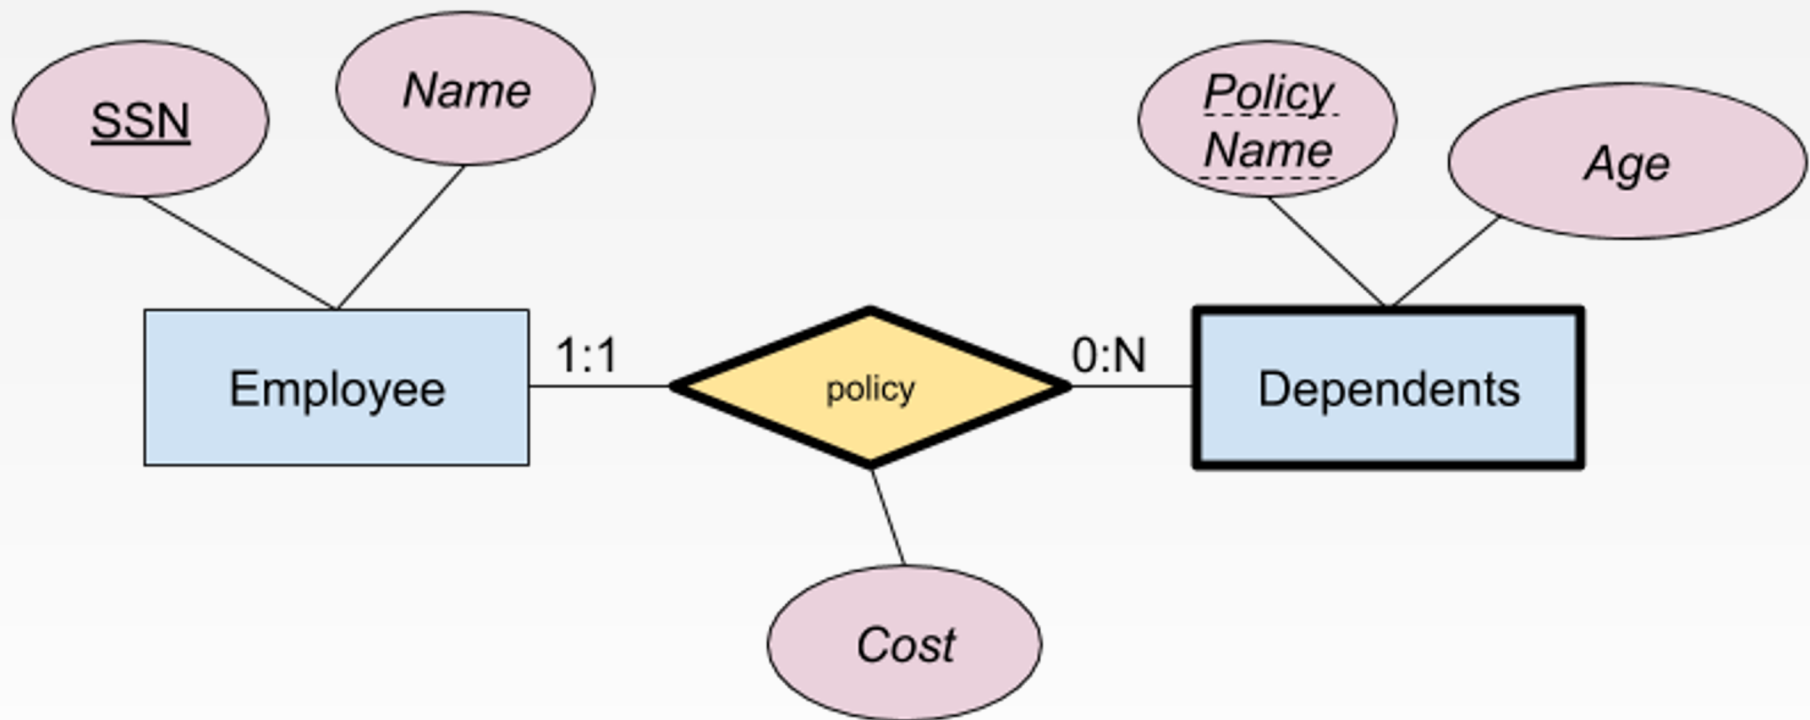 SSN
Name
Policy
Name
Age
Employee
1:1
policy
0:N
Dependents
Cost